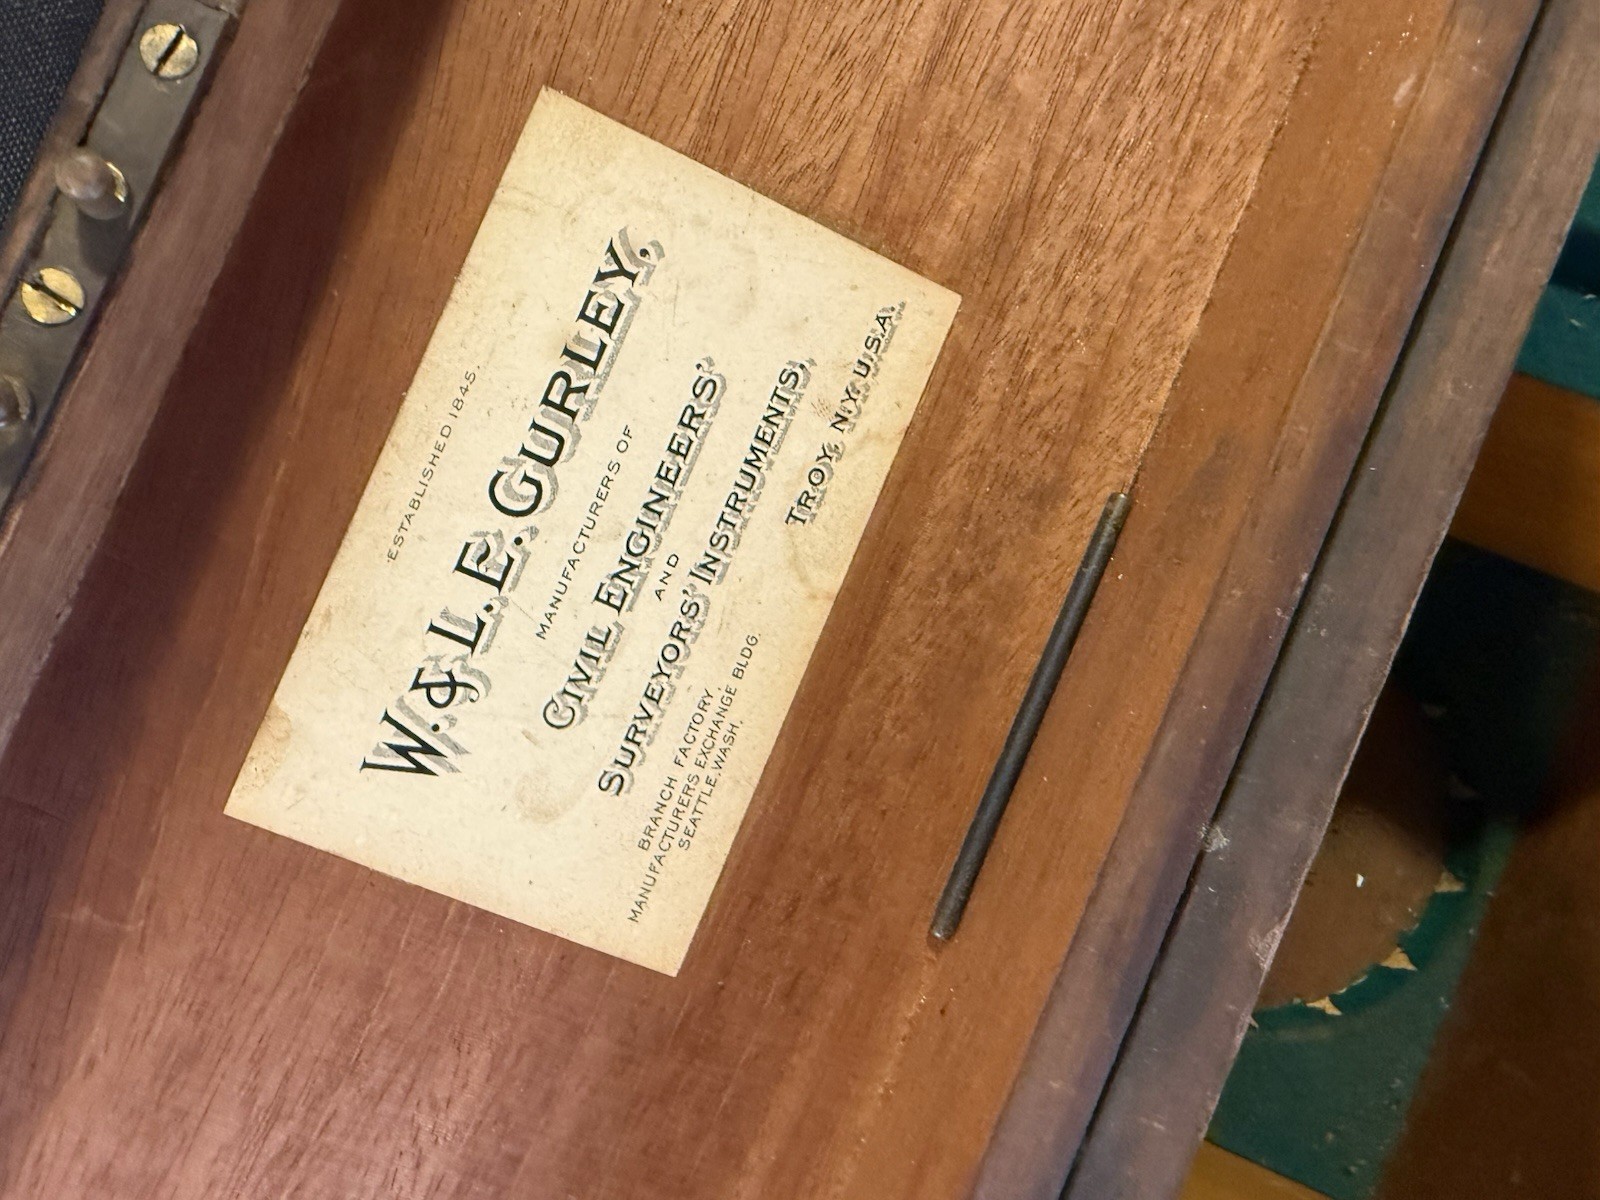 ESTABLISHED 1845.
W. & L. E. GURLEY,
MANUFACTURERS OF
CIVIL ENGINEERS'
AND
SURVEYORS' INSTRUMENTS,
TROY, N.Y. U.S.A.
BRANCH FACTORY,
MANUFACTURERS EXCHANGE BLDG.
SEATTLE, WASH.